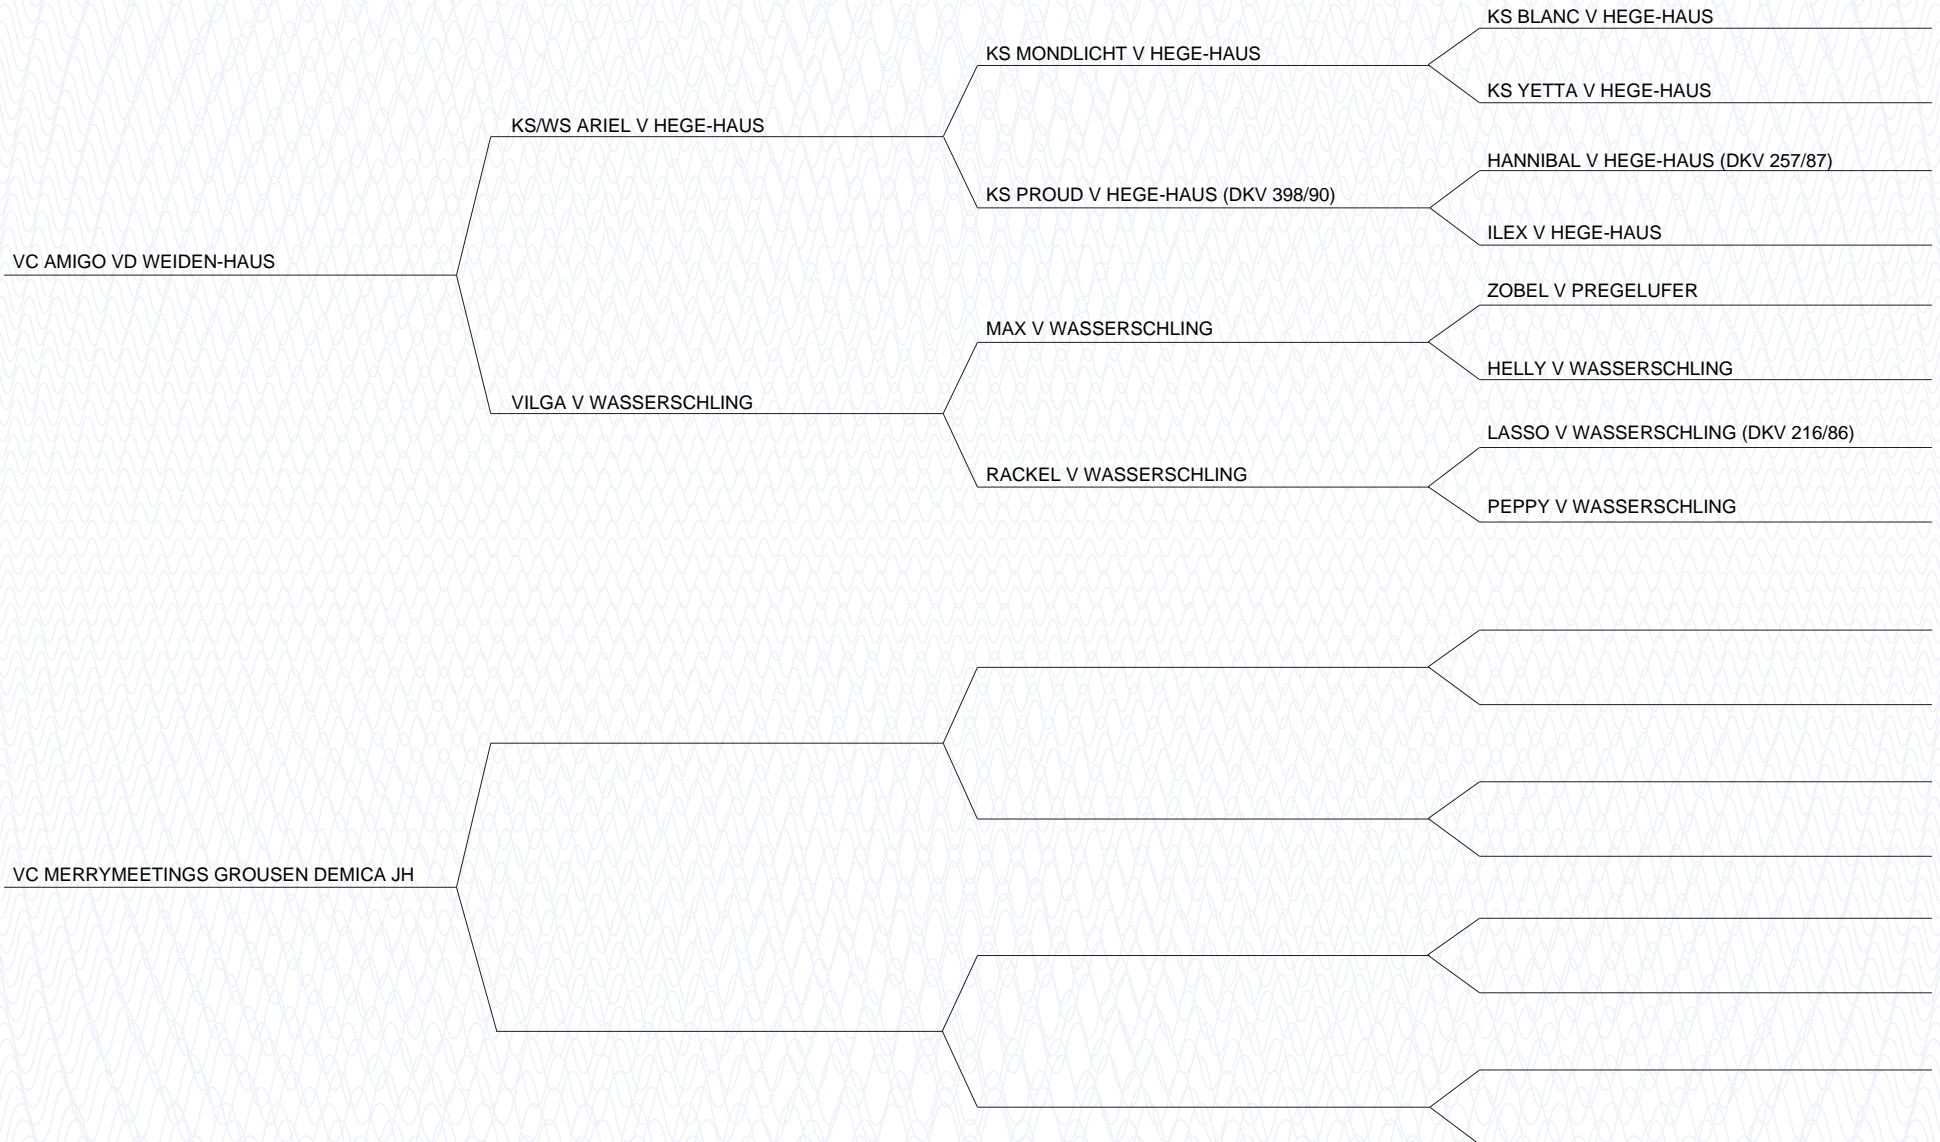 KS BLANC V HEGE-HAUS
KS MONDLICHT V HEGE-HAUS
KS YETTA V HEGE-HAUS
KS/WS ARIEL V HEGE-HAUS
HANNIBAL V HEGE-HAUS (DKV 257/87)
KS PROUD V HEGE-HAUS (DKV 398/90)
ILEX V HEGE-HAUS
VC AMIGO VD WEIDEN-HAUS
ZOBEL V PREGELUFER
MAX V WASSERSCHLING
HELLY V WASSERSCHLING
VILGA V WASSERSCHLING
LASSO V WASSERSCHLING (DKV 216/86)
RACKEL V WASSERSCHLING
PEPPY V WASSERSCHLING
VC MERRYMEETINGS GROUSEN DEMICA JH